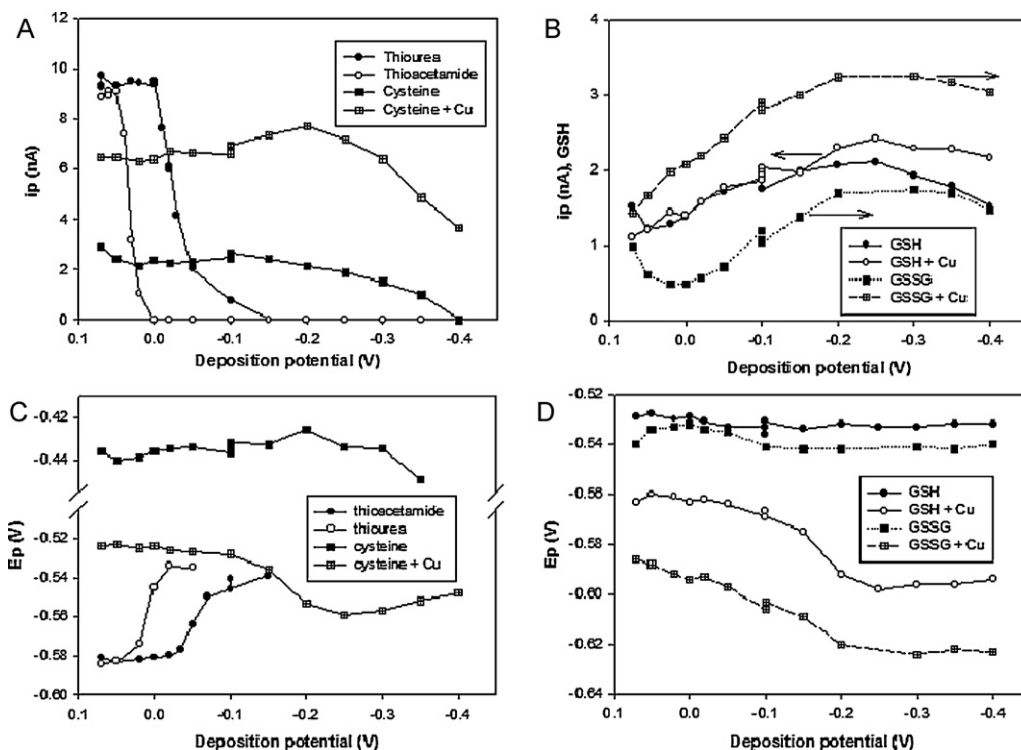 A
12
10
8
6
4
2
0
ip (nA)
Thiourea
Thioacetamide
Cysteine
Cysteine + Cu
0.1 0.0 -0.1 -0.2 -0.3 -0.4
Deposition potential (V)
B
4
3
2
1
0
ip (nA), GSH
GSH
GSH + Cu
GSSG
GSSG + Cu
0.1 0.0 -0.1 -0.2 -0.3 -0.4
Deposition potential (V)
C
-0.42
-0.44
-0.52
-0.54
-0.56
-0.58
-0.60
Ep (V)
thioacetamide
thiourea
cysteine
cysteine + Cu
0.1 0.0 -0.1 -0.2 -0.3 -0.4
Deposition potential (V)
D
-0.52
-0.54
-0.58
-0.60
-0.62
-0.64
Ep (V)
GSH
GSH + Cu
GSSG
GSSG + Cu
0.1 0.0 -0.1 -0.2 -0.3 -0.4
Deposition potential (V)